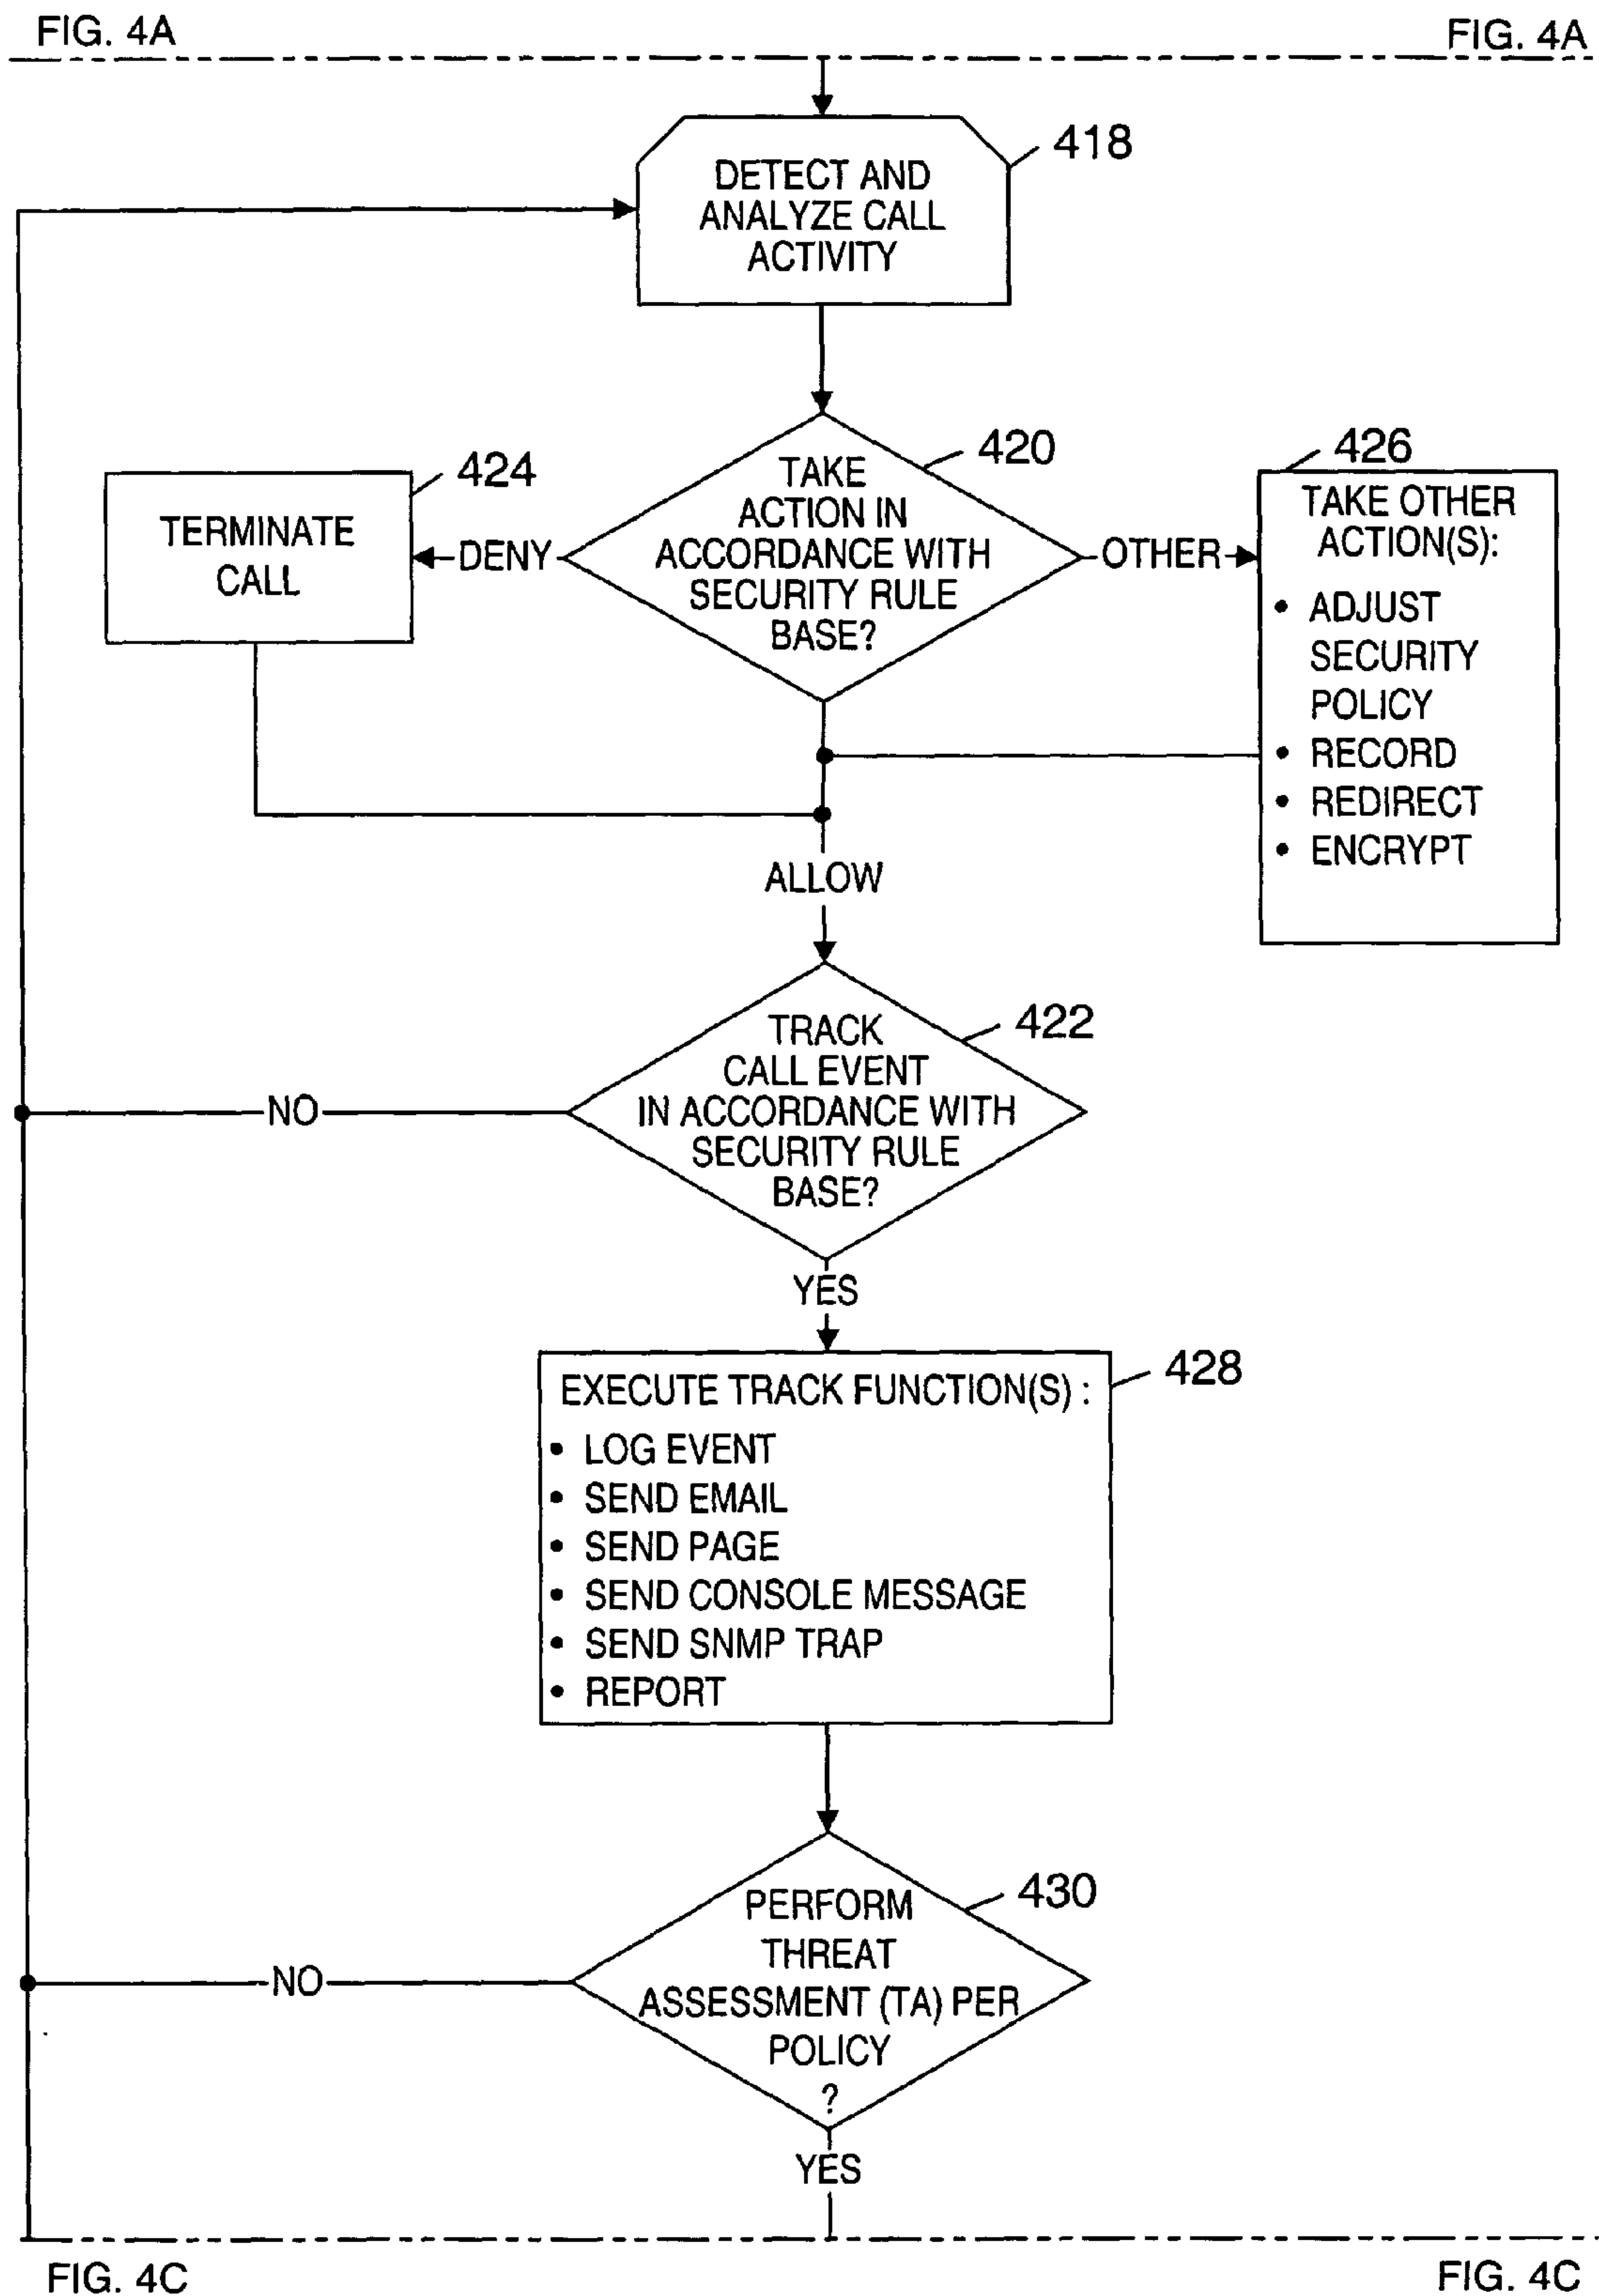 FIG. 4A
FIG. 4A
418
DETECT AND
ANALYZE CALL
ACTIVITY
420
TAKE
ACTION IN
ACCORDANCE WITH
SECURITY RULE
BASE?
DENY
424
TERMINATE
CALL
OTHER
426
TAKE OTHER
ACTION(S):
• ADJUST
SECURITY
POLICY
• RECORD
• REDIRECT
• ENCRYPT
ALLOW
422
TRACK
CALL EVENT
IN ACCORDANCE WITH
SECURITY RULE
BASE?
NO
YES
428
EXECUTE TRACK FUNCTION(S) :
• LOG EVENT
• SEND EMAIL
• SEND PAGE
• SEND CONSOLE MESSAGE
• SEND SNMP TRAP
• REPORT
430
PERFORM
THREAT
ASSESSMENT (TA) PER
POLICY
?
NO
YES
FIG. 4C
FIG. 4C